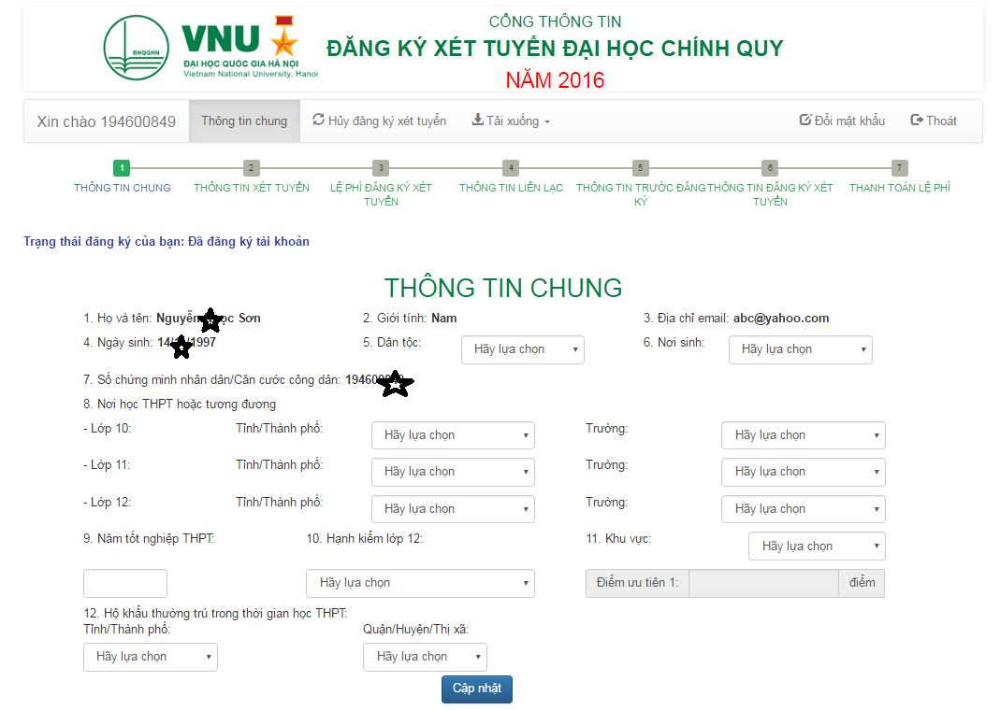 ĐHQGHN
VNU
ĐẠI HỌC QUỐC GIA HÀ NỘI
Vietnam National University, Hanoi
CỔNG THÔNG TIN
ĐĂNG KÝ XÉT TUYỂN ĐẠI HỌC CHÍNH QUY
NĂM 2016
Xin chào 194600849 Thông tin chung Hủy đăng ký xét tuyển Tải xuống Đổi mật khẩu Thoát
1 2 3 4 5 6 7
THÔNG TIN CHUNG THÔNG TIN XÉT TUYỂN LỆ PHÍ ĐĂNG KÝ XÉT THÔNG TIN LIÊN LẠC THÔNG TIN TRƯỚC ĐĂNG THÔNG TIN ĐĂNG KÝ XÉT THANH TOÁN LỆ PHÍ
TUYỂN KÝ TUYỂN
Trạng thái đăng ký của bạn: Đã đăng ký tài khoản
THÔNG TIN CHUNG
1. Họ và tên: Nguyễn Sơn 2. Giới tính: Nam 3. Địa chỉ email: abc@yahoo.com
4. Ngày sinh: 14/ /1997 5. Dân tộc: Hãy lựa chọn 6. Nơi sinh: Hãy lựa chọn
7. Số chứng minh nhân dân/Căn cước công dân:
8. Nơi học THPT hoặc tương đương
- Lớp 10: Tỉnh/Thành phố: Hãy lựa chọn Trường: Hãy lựa chọn
- Lớp 11: Tỉnh/Thành phố: Hãy lựa chọn Trường: Hãy lựa chọn
- Lớp 12: Tỉnh/Thành phố: Hãy lựa chọn Trường: Hãy lựa chọn
9. Năm tốt nghiệp THPT: 10. Hạnh kiểm lớp 12: 11. Khu vực: Hãy lựa chọn
Hãy lựa chọn Điểm ưu tiên 1: điểm
12. Hộ khẩu thường trú trong thời gian học THPT:
Tỉnh/Thành phố: Quận/Huyện/Thị xã:
Hãy lựa chọn Hãy lựa chọn
Cập nhật